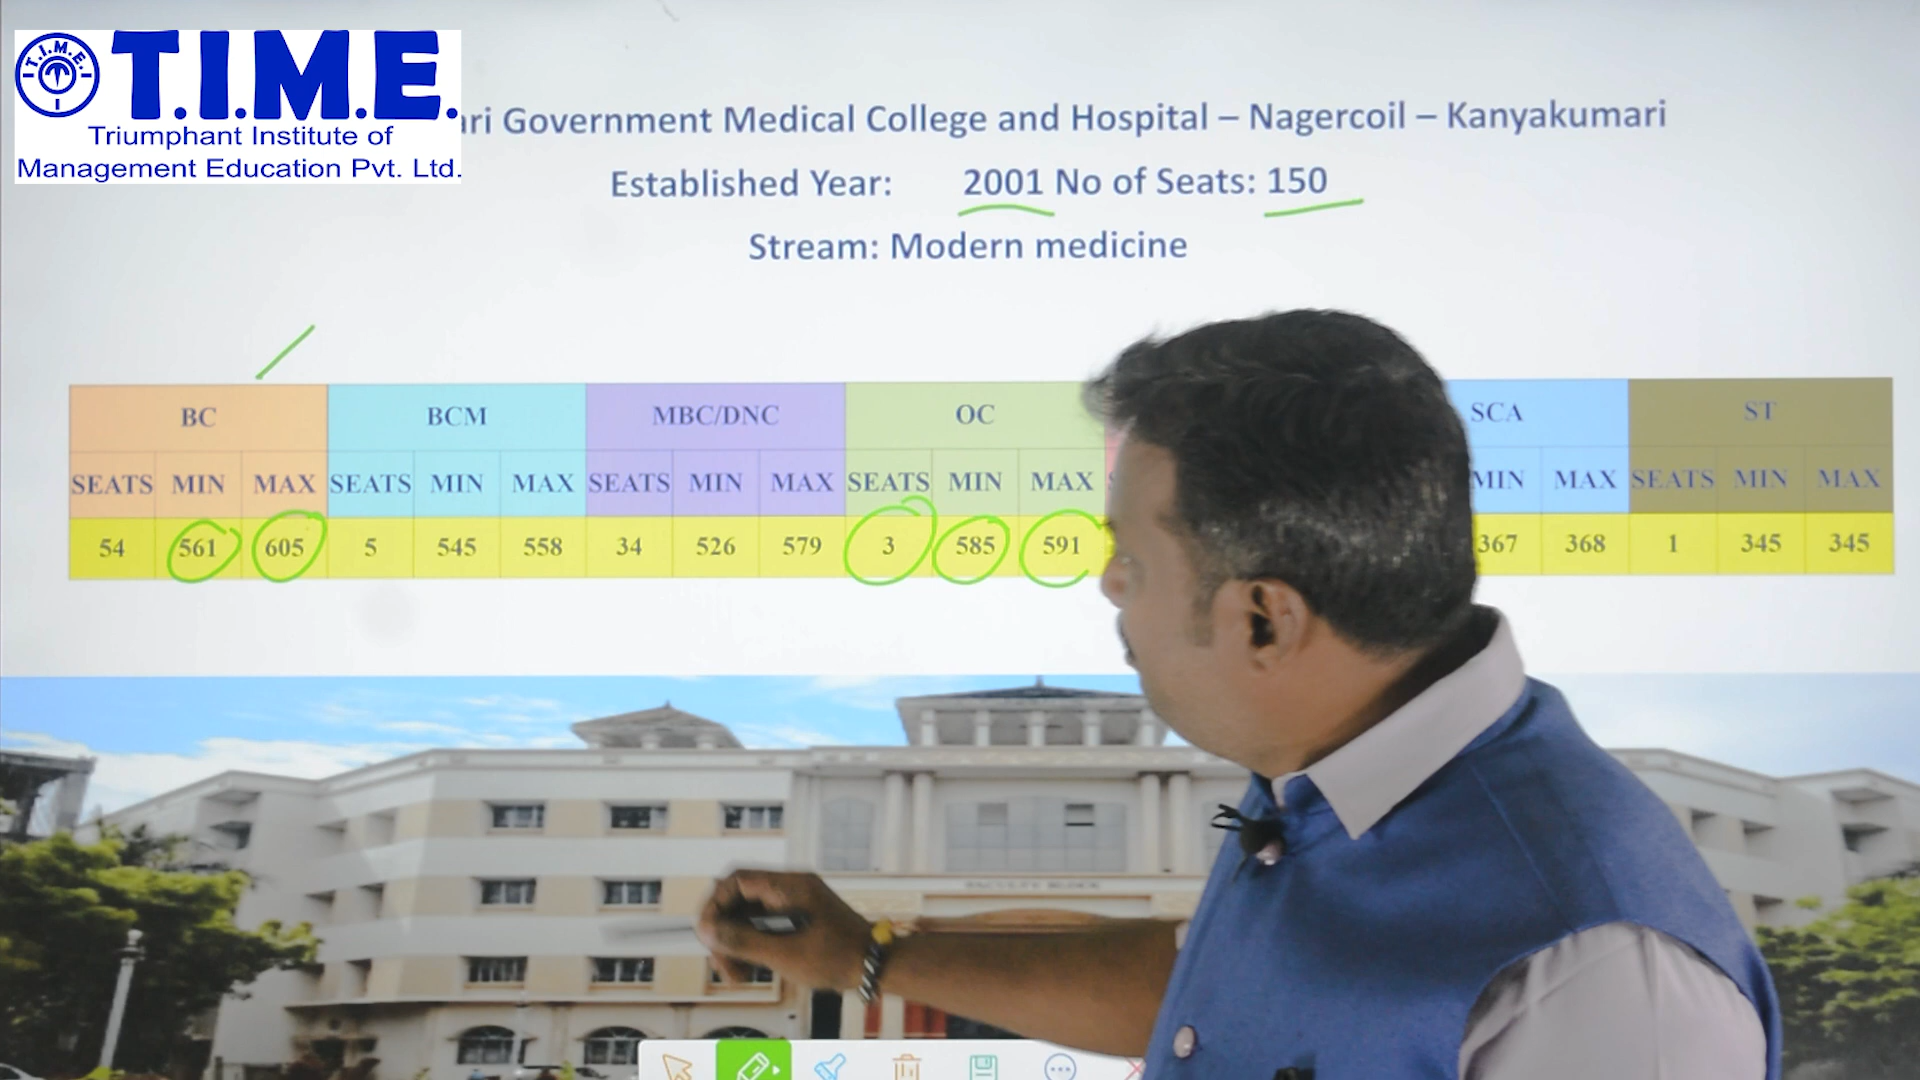 T.I.M.E.
T.I.M.E.
Triumphant Institute of
Management Education Pvt. Ltd.
Government Medical College and Hospital – Nagercoil – Kanyakumari
Established Year: 2001 No of Seats: 150
Stream: Modern medicine
BC BCM MBC/DNC OC SCA ST
SEATS MIN MAX SEATS MIN MAX SEATS MIN MAX SEATS MIN MAX MIN MAX SEATS MIN MAX
54 561 605 5 545 558 34 526 579 3 585 591 367 368 1 345 345